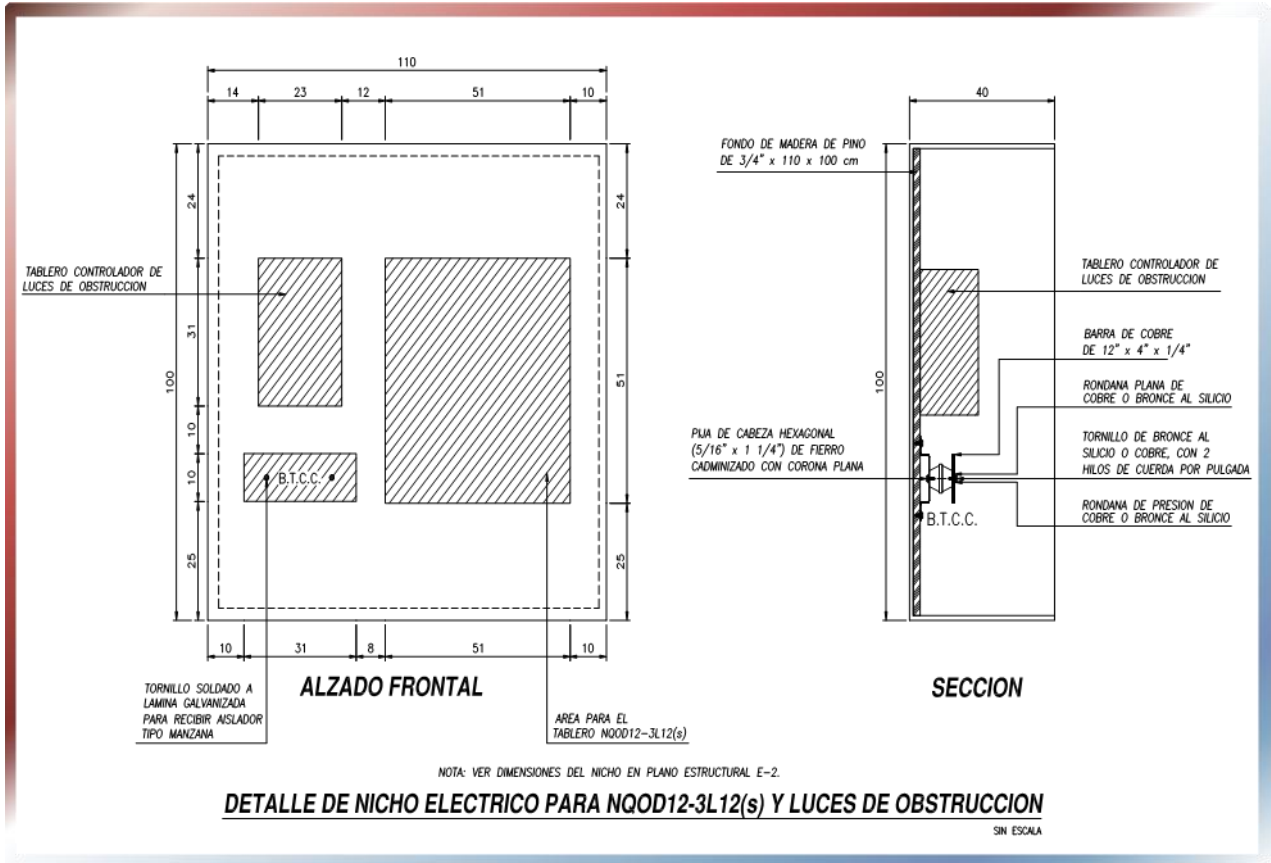 110
14 23 12 51 10
24
31
10
10
25
100
24
51
25
TABLERO CONTROLADOR DE
LUCES DE OBSTRUCCION
B.T.C.C.
10 31 8 51 10
TORNILLO SOLDADO A
LAMINA GALVANIZADA
PARA RECIBIR AISLADOR
TIPO MANZANA
ALZADO FRONTAL
AREA PARA EL
TABLERO NQOD12-3L12(s)
40
FONDO DE MADERA DE PINO
DE 3/4" x 110 x 100 cm
100
PIJA DE CABEZA HEXAGONAL
(5/16" x 1 1/4") DE FIERRO
CADMINIZADO CON CORONA PLANA
TABLERO CONTROLADOR DE
LUCES DE OBSTRUCCION
BARRA DE COBRE
DE 12" x 4" x 1/4"
RONDANA PLANA DE
COBRE O BRONCE AL SILICIO
TORNILLO DE BRONCE AL
SILICIO O COBRE, CON 2
HILOS DE CUERDA POR PULGADA
RONDANA DE PRESION DE
COBRE O BRONCE AL SILICIO
B.T.C.C.
SECCION
NOTA: VER DIMENSIONES DEL NICHO EN PLANO ESTRUCTURAL E-2.
DETALLE DE NICHO ELECTRICO PARA NQOD12-3L12(s) Y LUCES DE OBSTRUCCION
SIN ESCALA